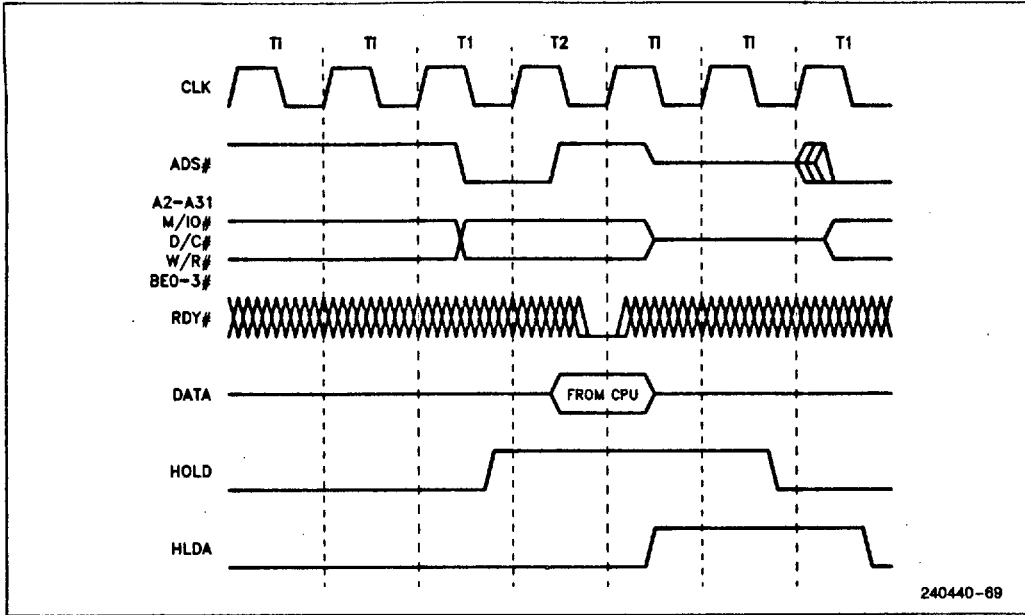 Ti Ti T1 T2 Ti Ti T1
CLK
ADS#
A2-A31
M/IO#
D/C#
W/R#
BE0-3#
RDY#
DATA
FROM CPU
HOLD
HLDA
240440-69